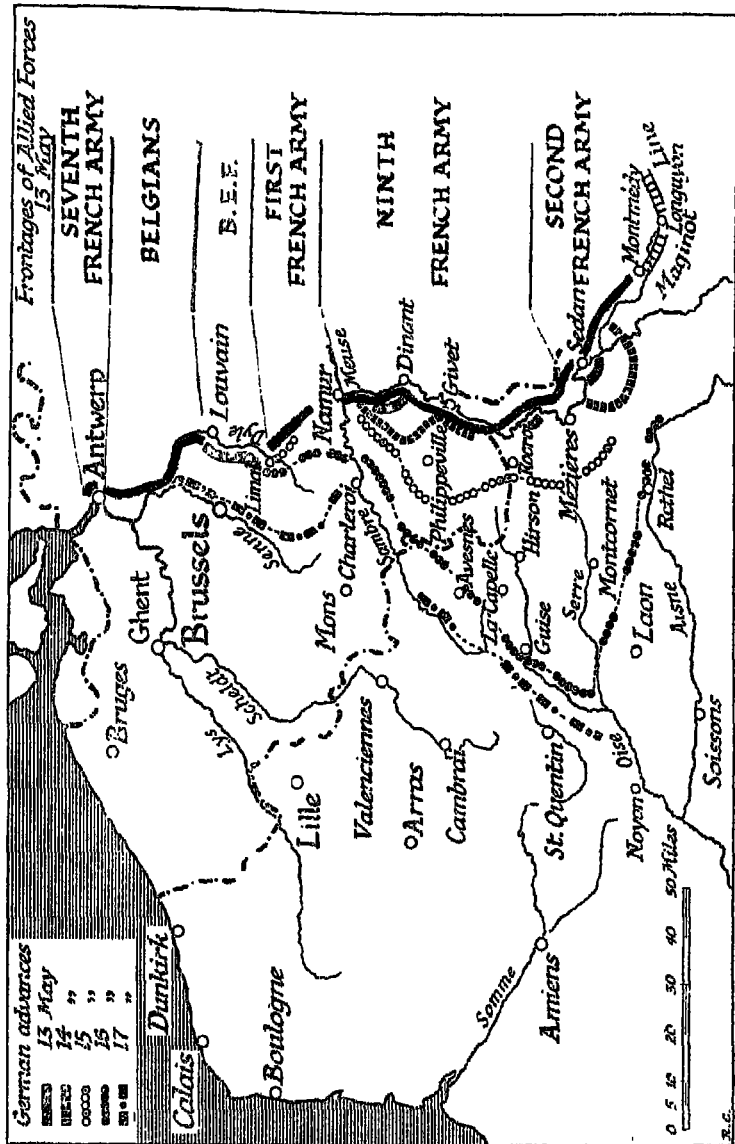 German advances
13 May
14 "
15 "
16 "
17 "
Frontages of Allied Forces
13 May
SEVENTH
FRENCH ARMY
BELGIANS
B.E.F.
FIRST
FRENCH ARMY
NINTH
FRENCH ARMY
SECOND
FRENCH ARMY
Antwerp
Bruges
Ghent
Dunkirk
Calais
Boulogne
Louvain
Dyle
Brussels
Senne
Limal
Scheldt
Lys
Lille
Namur
Meuse
Charleroi
Sambre
Mons
Valenciennes
Arras
Cambrai
Dinant
Givet
Philippeville
Avesnes
La Capelle
Rocroi
Hirson
Guise
Mézières
Sedan
Montmédy
Longuyon
Maginot Line
Serre
Montcornet
Rethel
Laon
Aisne
St. Quentin
Oise
Noyon
Soissons
Somme
Amiens
0 5 10 20 30 40 50 Miles
R.C.